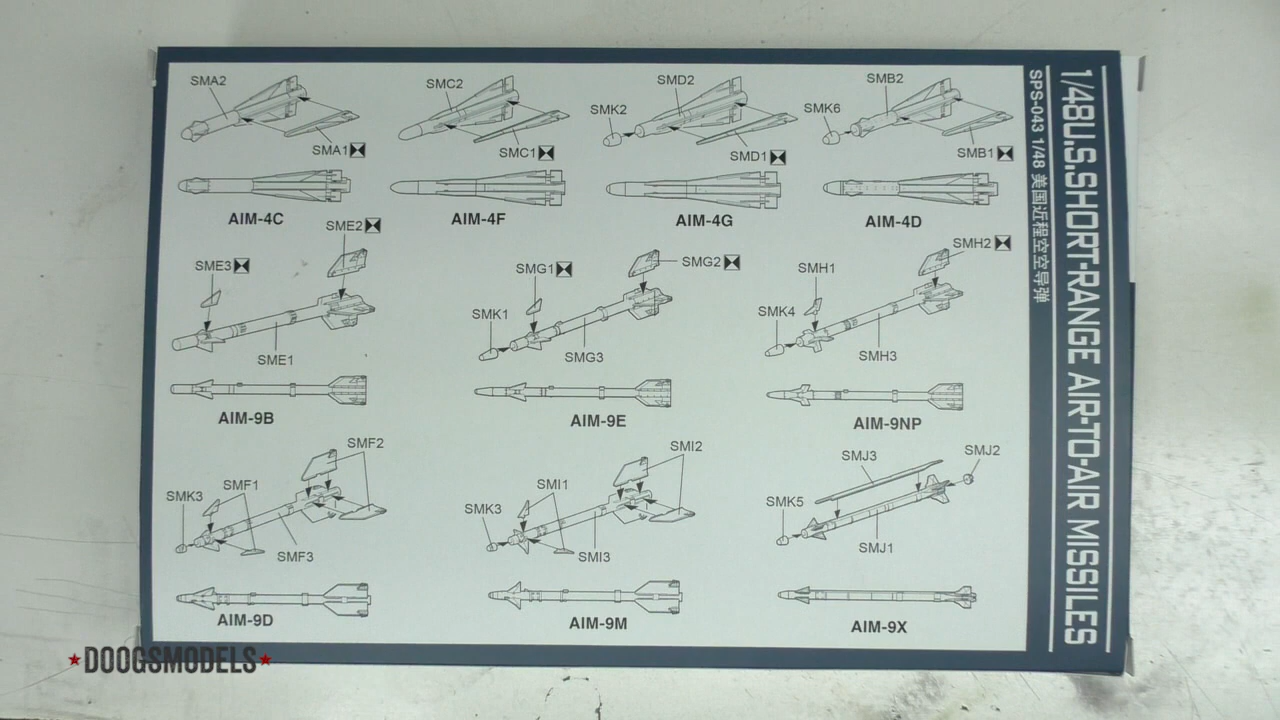 SMA2
SMC2
SMD2
SMB2
SMK2
SMK6
SMA1
SMC1
SMD1
SMB1
AIM-4C
AIM-4F
AIM-4G
AIM-4D
SME2
SME3
SMG1
SMG2
SMH1
SMH2
SMK1
SMK4
SME1
SMG3
SMH3
AIM-9B
AIM-9E
AIM-9NP
SMF2
SMI2
SMJ3
SMJ2
SMK3
SMF1
SMK3
SMI1
SMK5
SMF3
SMI3
SMJ1
AIM-9D
AIM-9M
AIM-9X
1/48U.S.SHORT-RANGE AIR-TO-AIR MISSILES
SPS-043 1/48 美国近程空空导弹
DOOGSMODELS